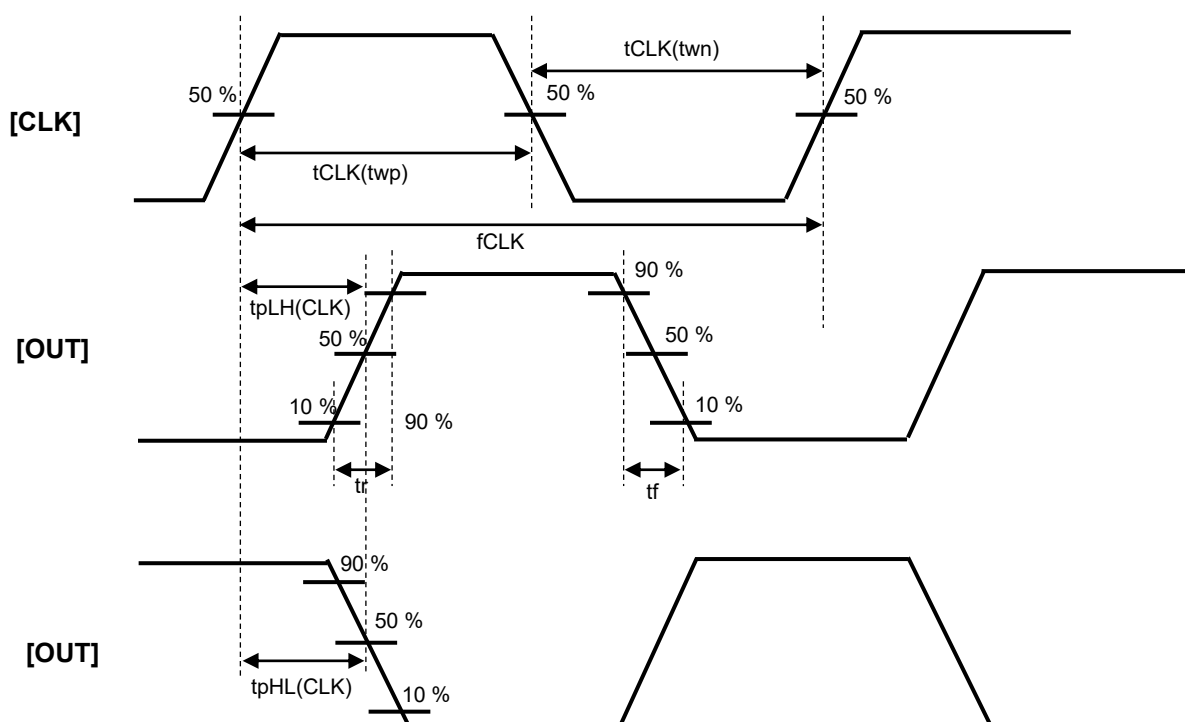 tCLK(twn)
50 %
50 %
50 %
[CLK]
tCLK(twp)
fCLK
90 %
tpLH(CLK)
50 %
50 %
[OUT]
10 %
10 %
90 %
tr
tf
90 %
50 %
[OUT]
tpHL(CLK)
10 %